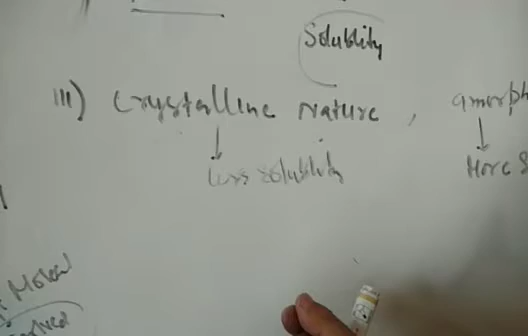 Solubility
III) Crystalline Nature , amorph
↓ ↓
Less solubility More S